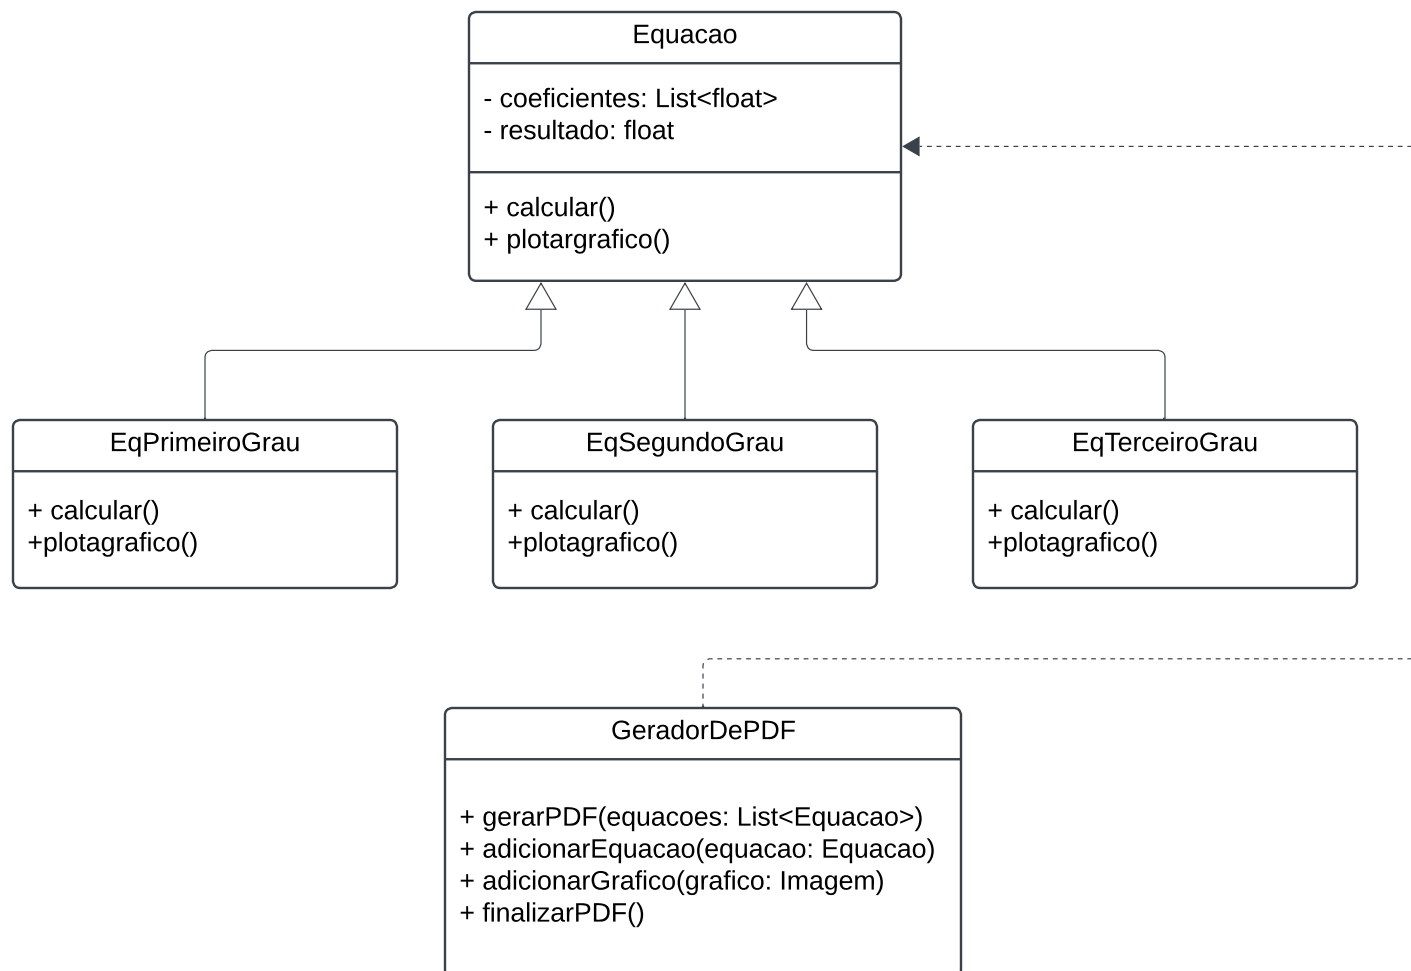 Equacao
- coeficientes: List<float>
- resultado: float
+ calcular()
+ plotargrafico()
EqPrimeiroGrau
+ calcular()
+plotagrafico()
EqSegundoGrau
+ calcular()
+plotagrafico()
EqTerceiroGrau
+ calcular()
+plotagrafico()
GeradorDePDF
+ gerarPDF(equacoes: List<Equacao>)
+ adicionarEquacao(equacao: Equacao)
+ adicionarGrafico(grafico: Imagem)
+ finalizarPDF()